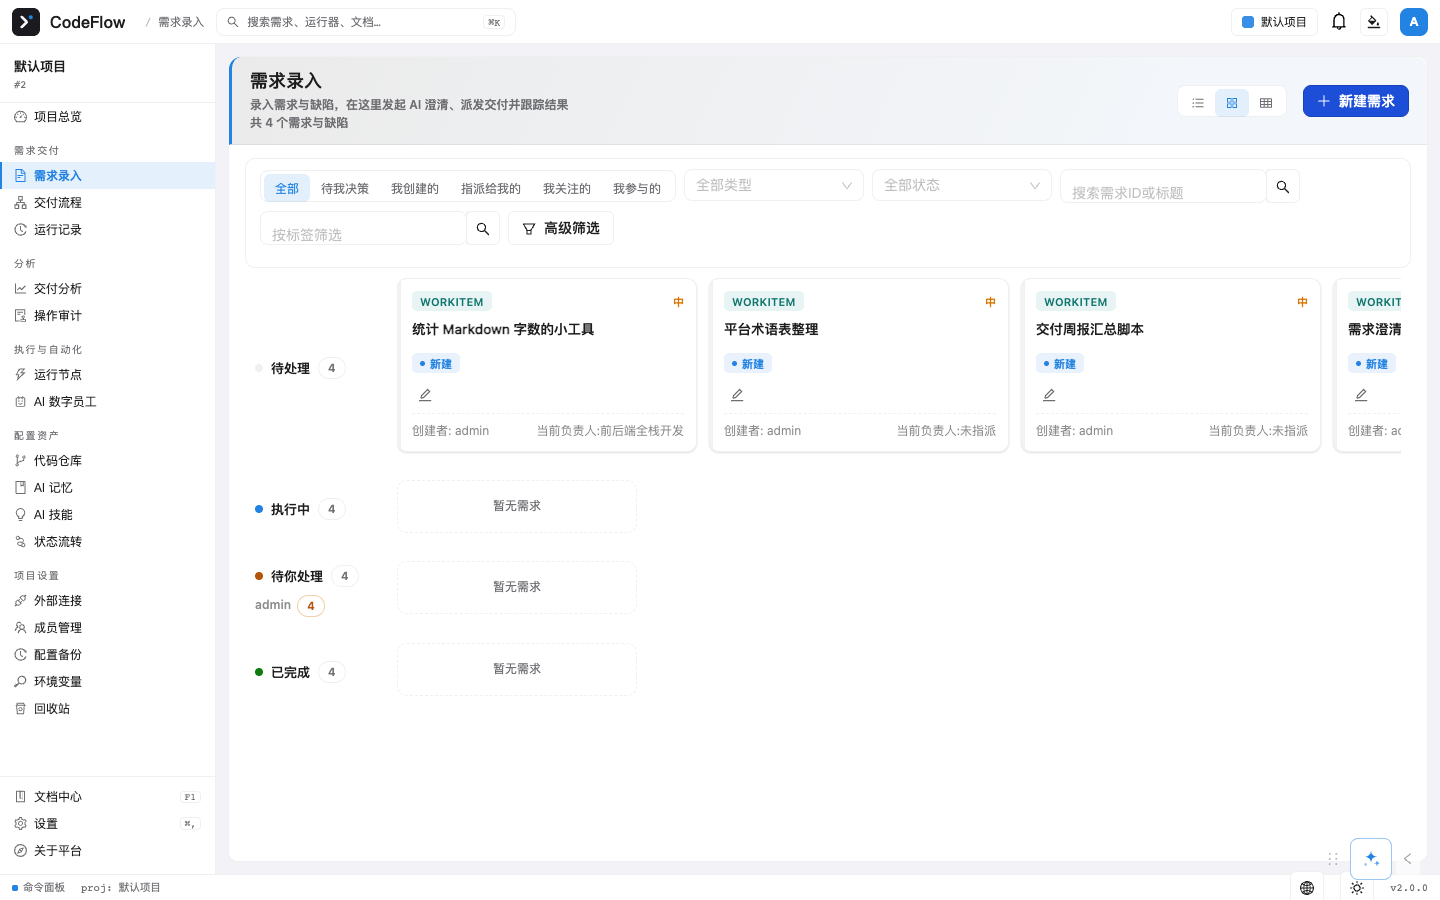 CodeFlow
/ 需求录入
搜索需求、运行器、文档...
⌘K
默认项目
A
默认项目
#2
项目总览
需求交付
需求录入
交付流程
运行记录
分析
交付分析
操作审计
执行与自动化
运行节点
AI 数字员工
配置资产
代码仓库
AI 记忆
AI 技能
状态流转
项目设置
外部连接
成员管理
配置备份
环境变量
回收站
文档中心 F1
设置 ⌘,
关于平台
需求录入
录入需求与缺陷，在这里发起 AI 澄清、派发交付并跟踪结果
共 4 个需求与缺陷
新建需求
全部 待我决策 我创建的 指派给我的 我关注的 我参与的
全部类型
全部状态
搜索需求ID或标题
按标签筛选
高级筛选
待处理 4
WORKITEM 中
统计 Markdown 字数的小工具
新建
创建者: admin 当前负责人:前后端全栈开发
WORKITEM 中
平台术语表整理
新建
创建者: admin 当前负责人:未指派
WORKITEM 中
交付周报汇总脚本
新建
创建者: admin 当前负责人:未指派
WORKIT
需求澄清
新建
创建者: ad
执行中 4
暂无需求
待你处理 4
admin 4
暂无需求
已完成 4
暂无需求
命令面板 proj: 默认项目
v2.0.0